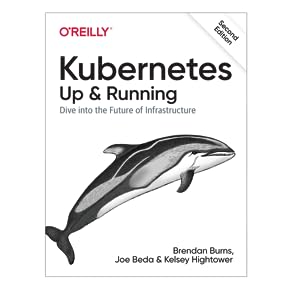 O'REILLY®
Second
Edition
Kubernetes
Up & Running
Dive into the Future of Infrastructure
Brendan Burns,
Joe Beda & Kelsey Hightower